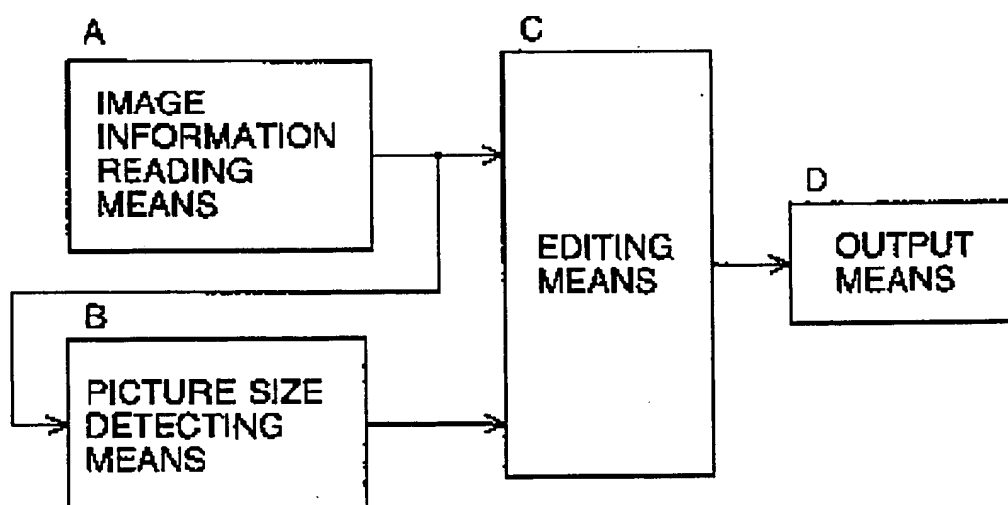 A
IMAGE
INFORMATION
READING
MEANS
B
PICTURE SIZE
DETECTING
MEANS
C
EDITING
MEANS
D
OUTPUT
MEANS